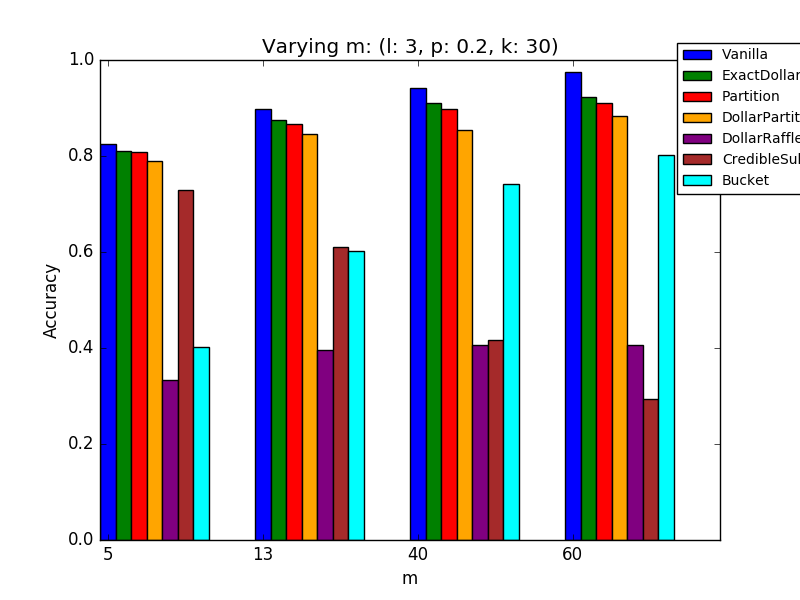 Varying m: (l: 3, p: 0.2, k: 30)
Vanilla
ExactDollar
Partition
DollarPartit
DollarRaffle
CredibleSu
Bucket
1.0
0.8
0.6
0.4
0.2
0.0
Accuracy
5 13 40 60
m